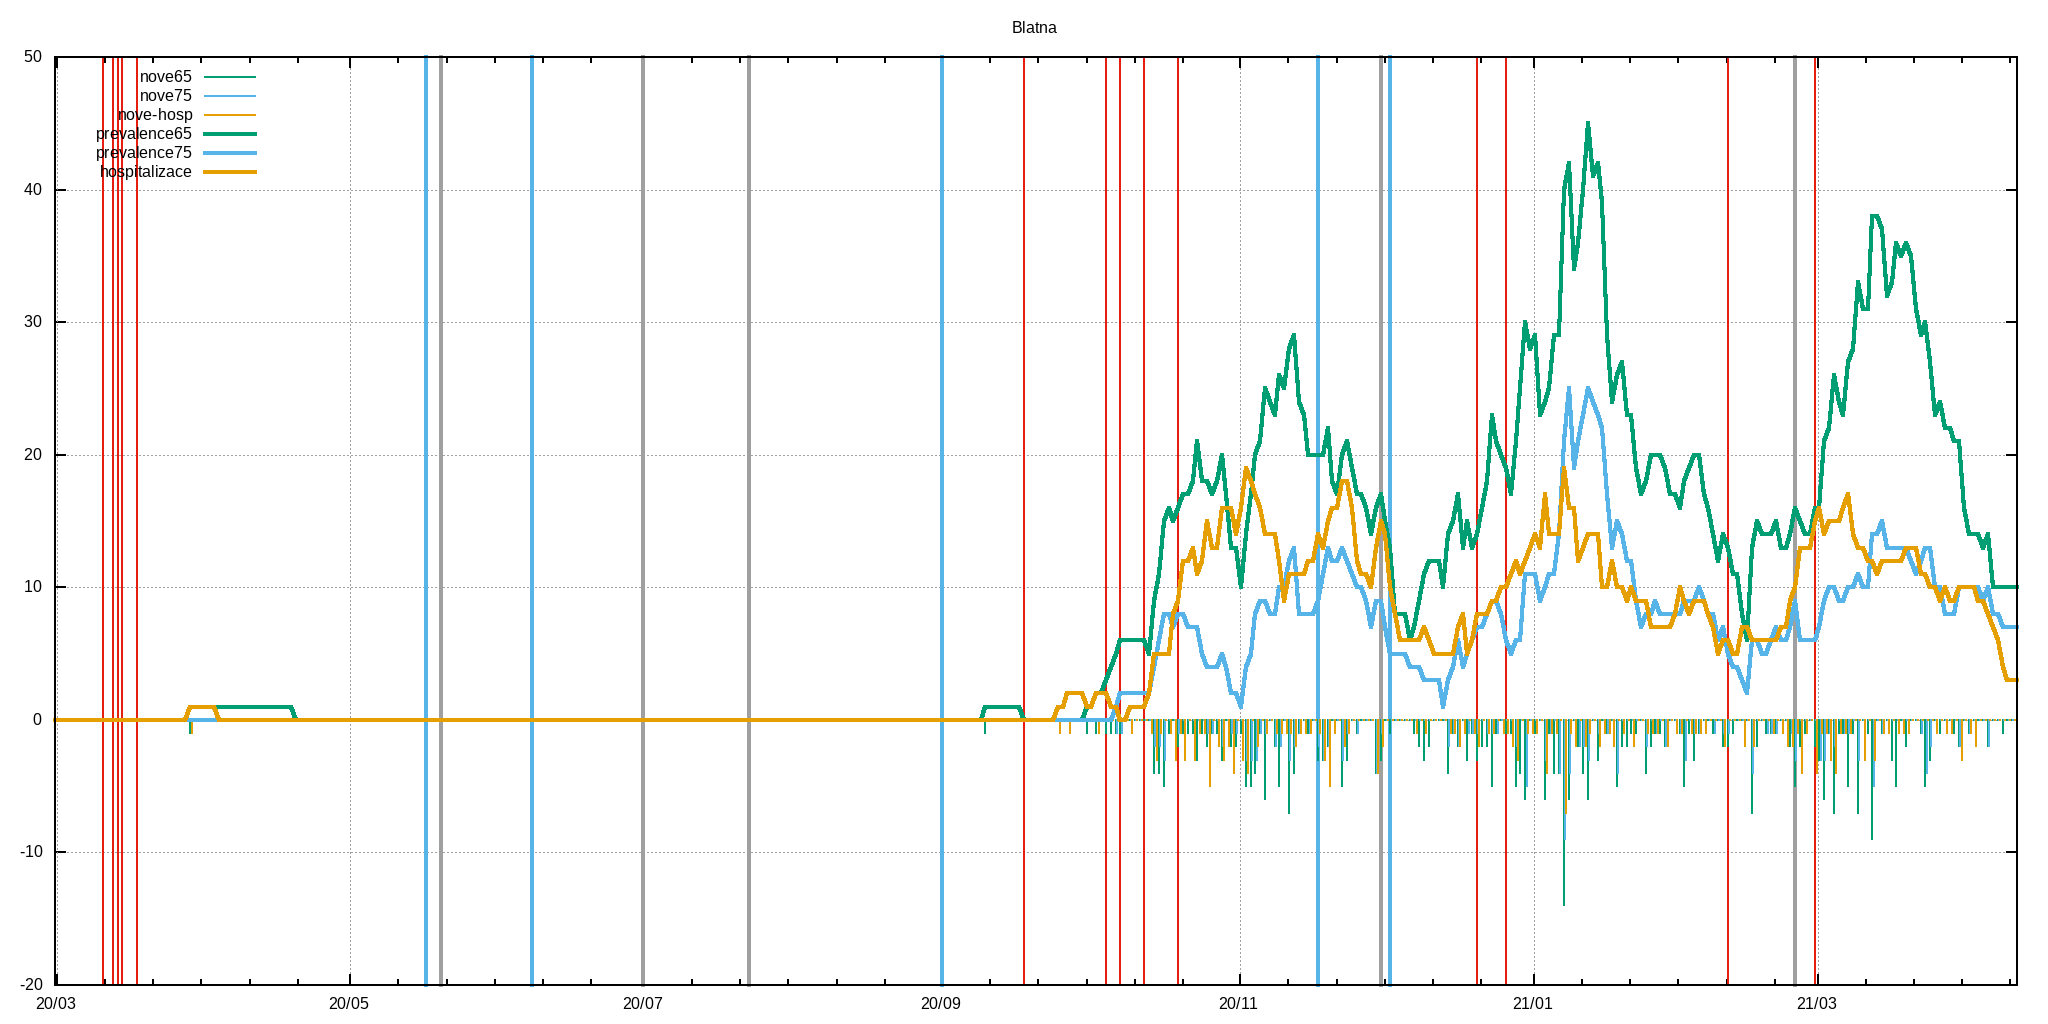 Blatna
50
40
30
20
10
0
-10
-20
nove65
nove75
nove-hosp
prevalence65
prevalence75
hospitalizace
20/03 20/05 20/07 20/09 20/11 21/01 21/03